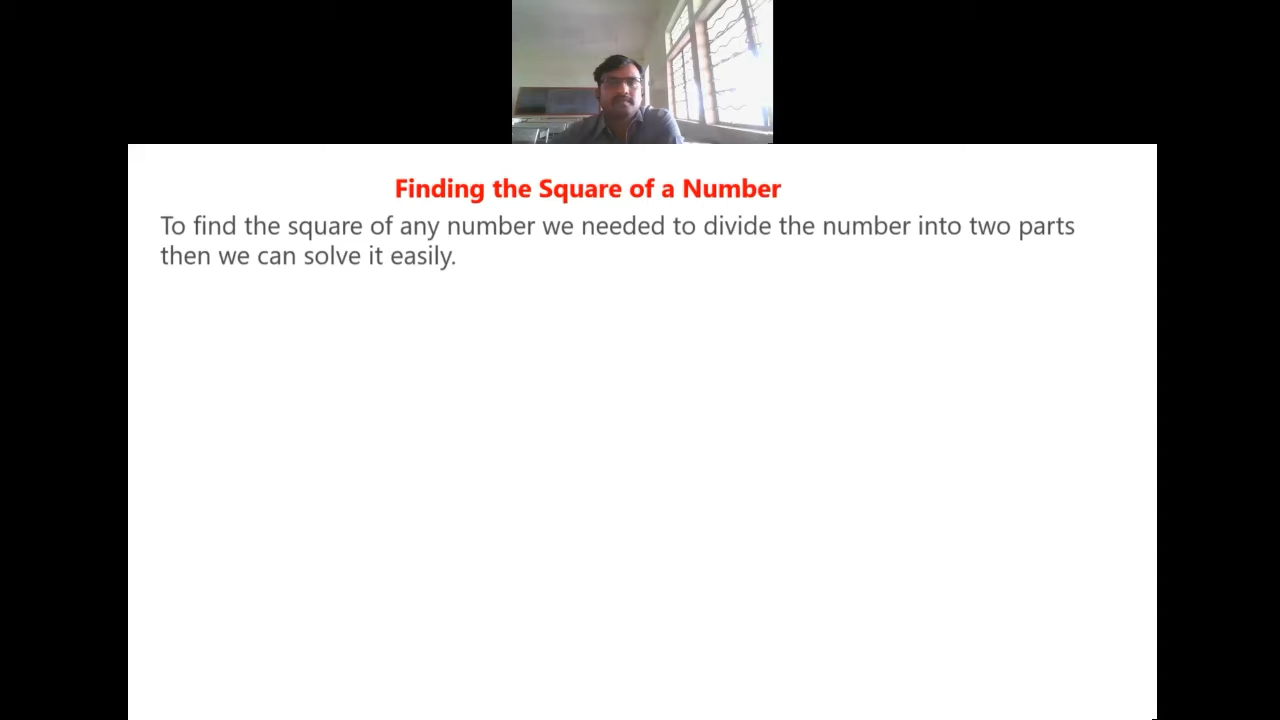 Finding the Square of a Number
To find the square of any number we needed to divide the number into two parts
then we can solve it easily.